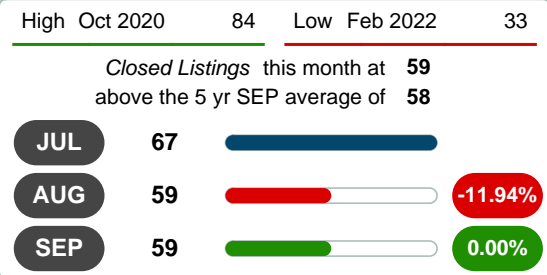 High Oct 2020 84 Low Feb 2022 33
Closed Listings this month at 59
above the 5 yr SEP average of 58
JUL 67
AUG 59 -11.94%
SEP 59 0.00%